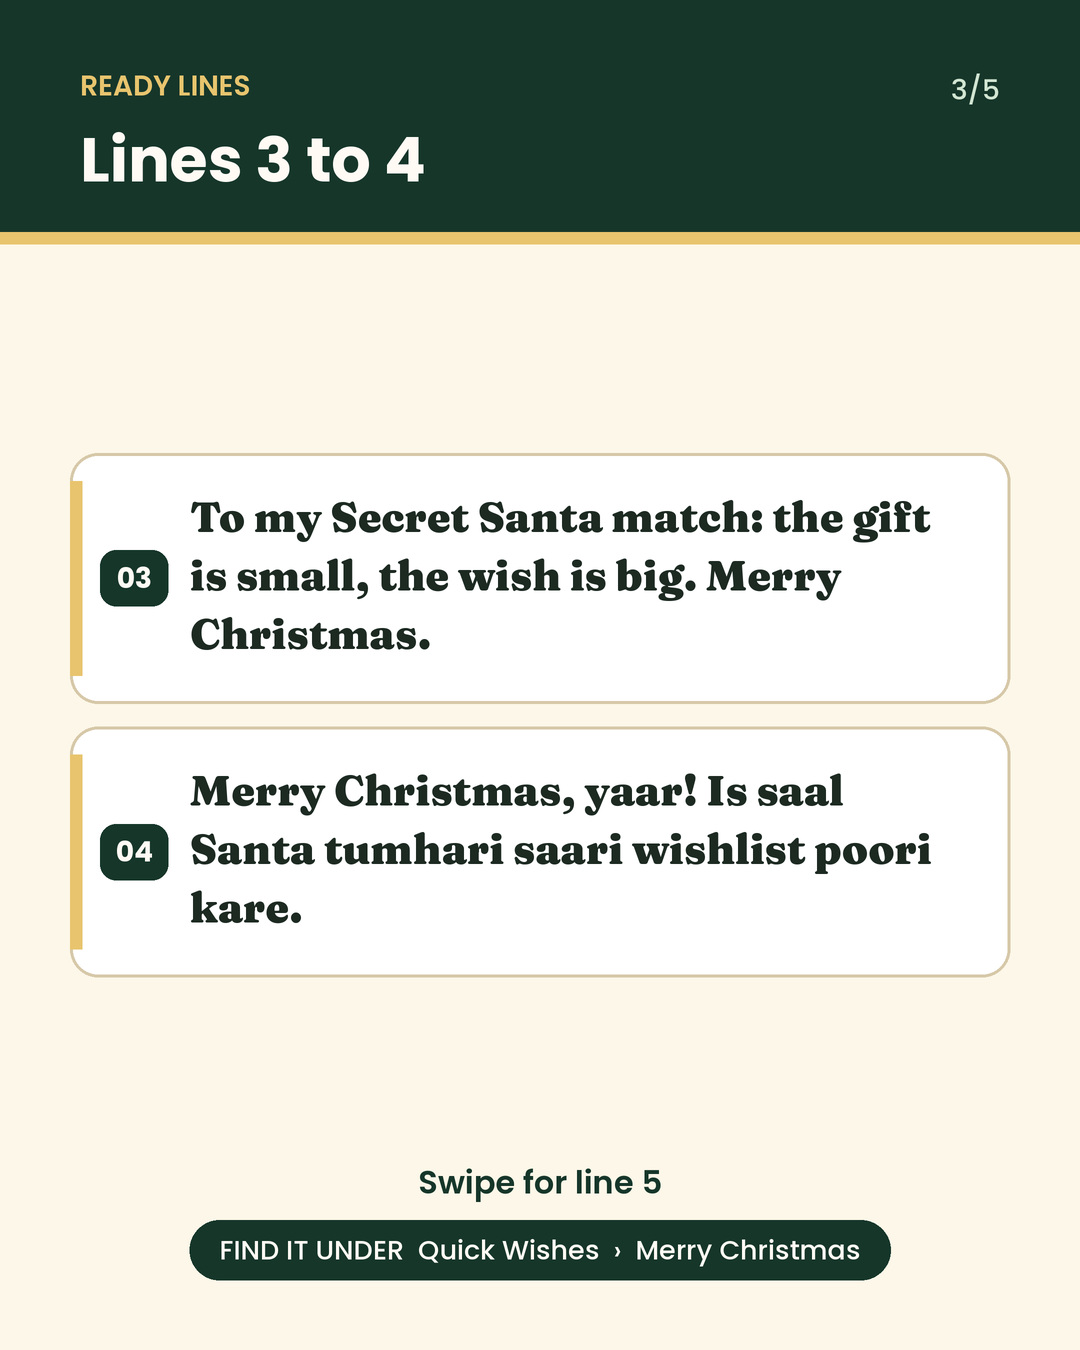 READY LINES
3/5
Lines 3 to 4
03
To my Secret Santa match: the gift
is small, the wish is big. Merry
Christmas.
04
Merry Christmas, yaar! Is saal
Santa tumhari saari wishlist poori
kare.
Swipe for line 5
FIND IT UNDER Quick Wishes › Merry Christmas